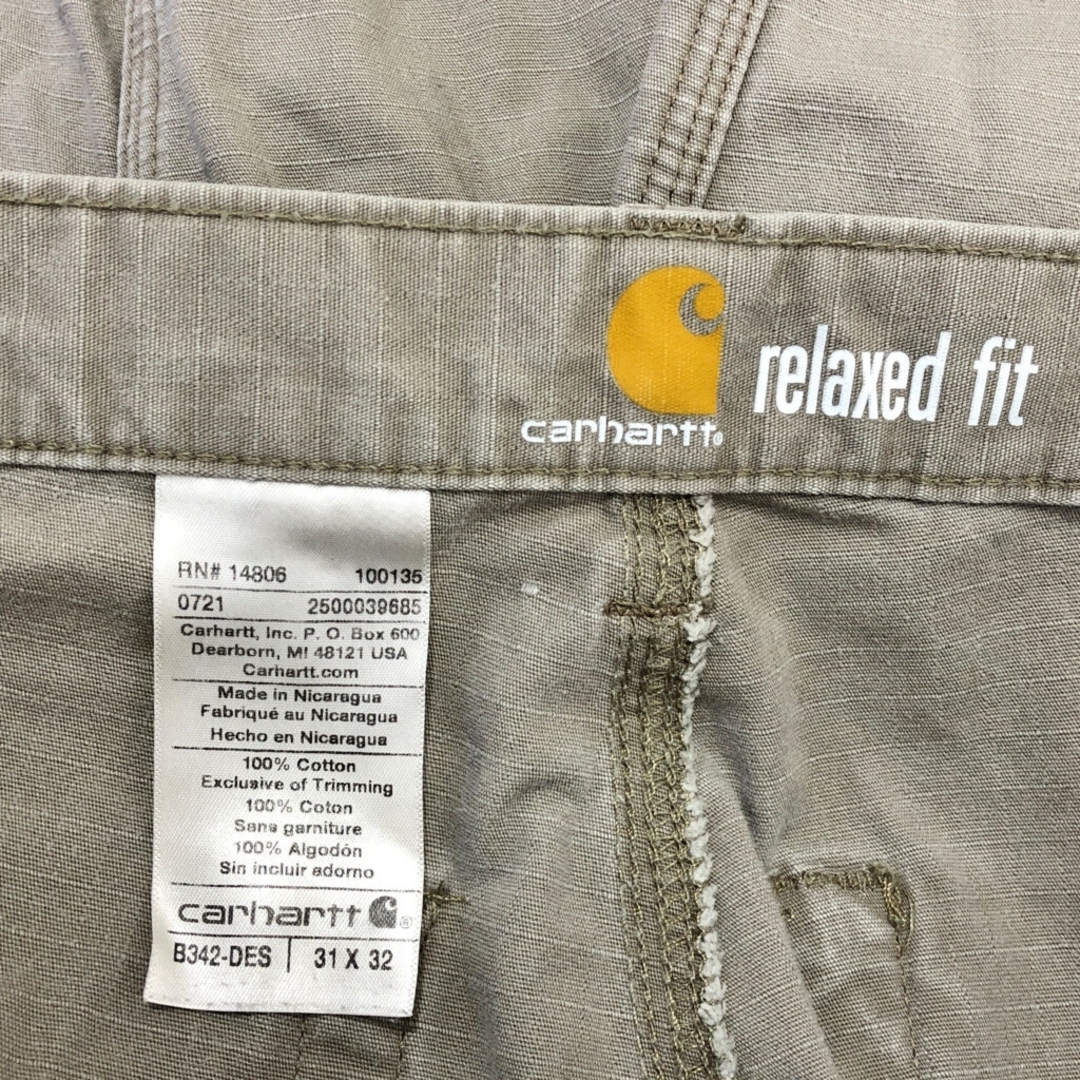 carhartt®
relaxed fit
RN# 14806 100135
0721 2500039685
Carhartt, Inc. P. O. Box 600
Dearborn, MI 48121 USA
Carhartt.com
Made in Nicaragua
Fabriqué au Nicaragua
Hecho en Nicaragua
100% Cotton
Exclusive of Trimming
100% Coton
Sans garniture
100% Algodón
Sin incluir adorno
carhartt ®
B342-DES | 31 X 32